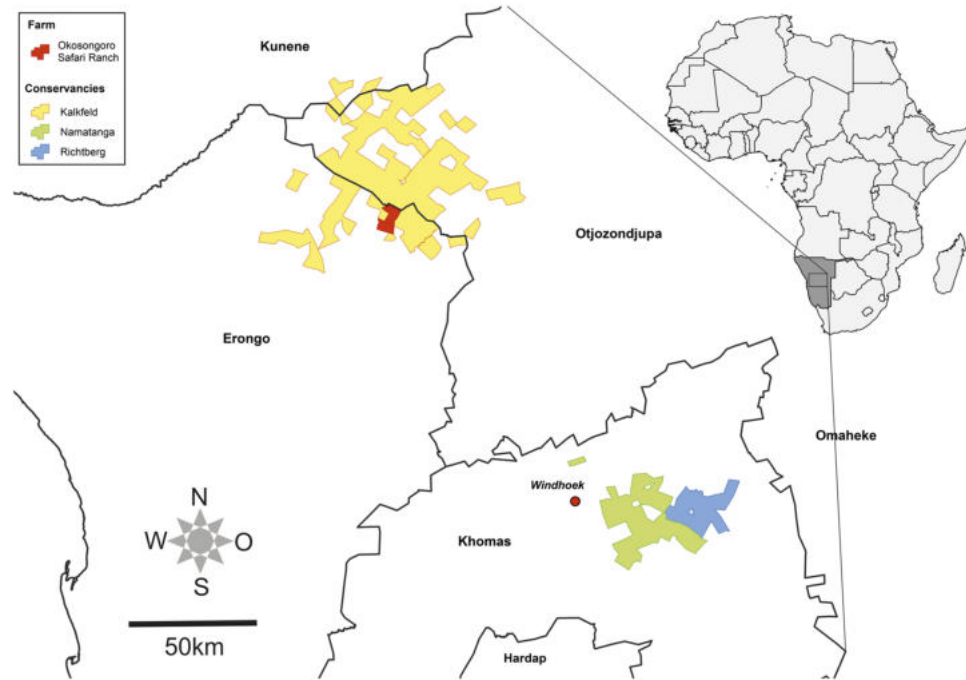 Farm
Okosongoro
Safari Ranch
Conservancies
Kalkfeld
Namatanga
Richtberg
Kunene
Otjozondjupa
Erongo
Omaheke
Windhoek
Khomas
N
W
O
S
50km
Hardap